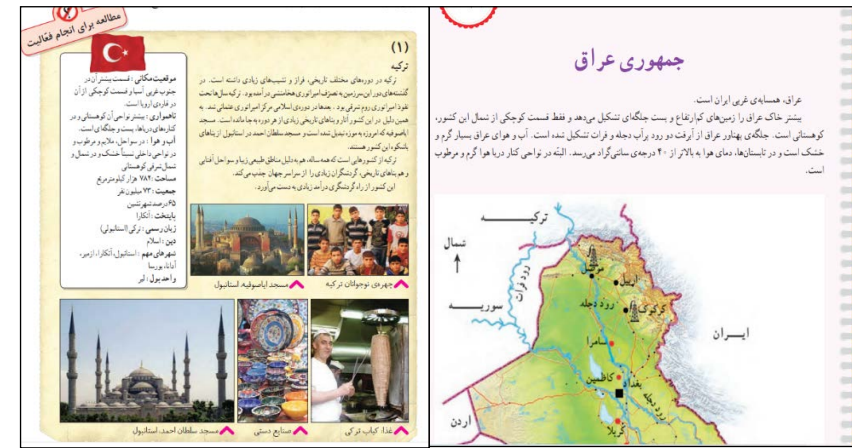 مطالعه برای انجام فعّالیت
(۱)
ترکیه
ترکیه در دوره‌های مختلف تاریخی، فراز و نشیب‌های زیادی داشته است. در
گذشته‌های دور این سرزمین به تصرف امپراتوری هخامنشی درآمده بود. ترکیه سال‌ها تحت
نفوذ امپراتوری روم شرقی بود. بعدها در دوره‌ی اسلامی مرکز امپراتوری عثمانی شد. به
همین دلیل در این کشور آثار و بناهای تاریخی زیادی از هر دوره به جا مانده است. مسجد
ایاصوفیه که امروزه به موزه تبدیل شده است و مسجد سلطان احمد در استانبول از بناهای
باشکوه این کشور هستند.
ترکیه از کشورهایی است که همه ساله، هم به دلیل مناطق طبیعی زیبا و سواحل آفتابی
و هم بناهای تاریخی، گردشگران زیادی را از سراسر جهان جذب می‌کند.
این کشور از راه گردشگری درآمد زیادی به دست می‌آورد.
موقعیت مکانی : قسمت بیشتر آن در
جنوب غربی آسیا و قسمت کوچکی از آن
در قاره‌ی اروپا است.
ناهمواری : بیشتر نواحی آن کوهستانی و در
کناره‌های دریاها، پست و جلگه‌ای است.
آب و هوا : در سواحل، ملایم و مرطوب و
در نواحی داخلی نسبتاً خشک و در شمال و
شمال شرقی کوهستانی
مساحت : ۷۸۴ هزار کیلومتر مربع
جمعیت : ۷۳ میلیون نفر
۶۵ درصد شهرنشین
پایتخت : آنکارا
زبان رسمی : ترکی (استانبولی)
دین : اسلام
شهرهای مهم : استانبول، آنکارا، ازمیر،
آدانا، بورسا
واحد پول : لیر
چهره‌ی نوجوانان ترکیه
مسجد ایاصوفیه، استانبول
غذا: کباب ترکی
صنایع دستی
مسجد سلطان احمد، استانبول
جمهوری عراق
عراق، همسایه‌ی غربی ایران است.
بیشتر خاک عراق را زمین‌های کم‌ارتفاع و پست جلگه‌ای تشکیل می‌دهد و فقط قسمت کوچکی از شمال این کشور،
کوهستانی است. جلگه‌ی پهناور عراق از آبرفت دو رود پرآب دجله و فرات تشکیل شده است. آب و هوای عراق بسیار گرم و
خشک است و در تابستان‌ها، دمای هوا به بالاتر از ۴۰ درجه‌ی سانتی‌گراد می‌رسد. البتّه در نواحی کنار دریا هوا گرم و مرطوب
است.
ترکیه
شمال
رود فرات
سوریه
موصل
اربیل
کرکوک
رود دجله
ایران
سامرا
کاظمین
بغداد
رود دجله
کربلا
اردن